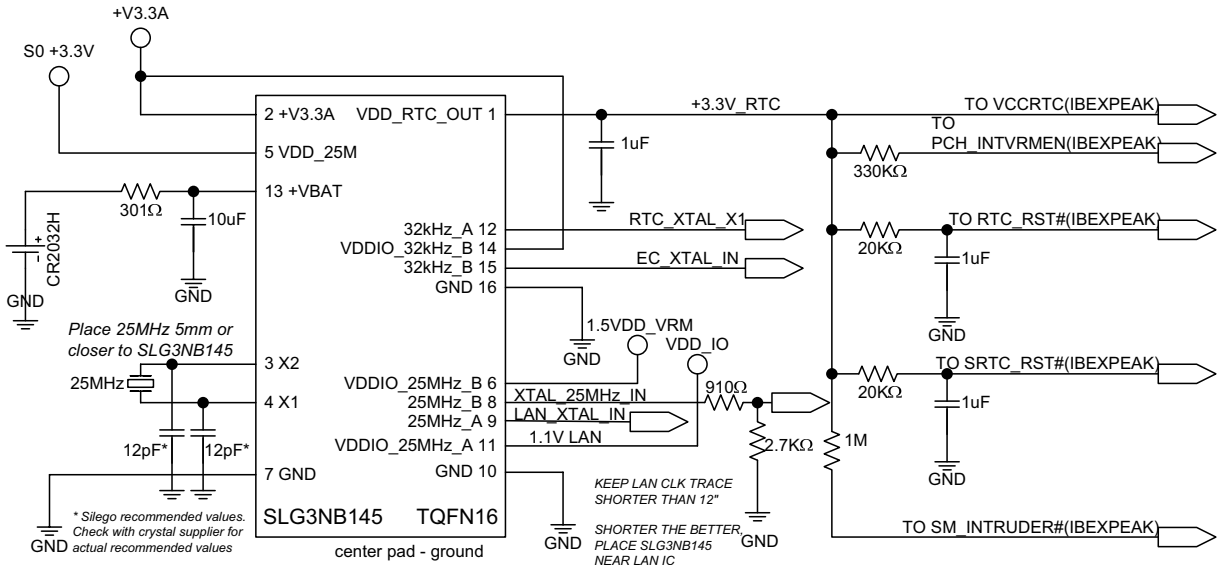 +V3.3A
S0 +3.3V
2 +V3.3A
VDD_RTC_OUT 1
+3.3V_RTC
TO VCCRTC(IBEXPEAK)
TO
PCH_INTVRMEN(IBEXPEAK)
1uF
5 VDD_25M
330KΩ
13 +VBAT
301Ω
10uF
CR2032H
+
-
GND
GND
32kHz_A 12
RTC_XTAL_X1
VDDIO_32kHz_B 14
32kHz_B 15
EC_XTAL_IN
GND 16
GND
GND
TO RTC_RST#(IBEXPEAK)
20KΩ
1uF
GND
Place 25MHz 5mm or
closer to SLG3NB145
3 X2
25MHz
4 X1
12pF*
12pF*
7 GND
1.5VDD_VRM
VDD_IO
VDDIO_25MHz_B 6
25MHz_B 8
XTAL_25MHz_IN
910Ω
25MHz_A 9
LAN_XTAL_IN
VDDIO_25MHz_A 11
1.1V LAN
2.7KΩ
GND 10
TO SRTC_RST#(IBEXPEAK)
20KΩ
1uF
GND
1M
KEEP LAN CLK TRACE
SHORTER THAN 12"
SHORTER THE BETTER,
PLACE SLG3NB145
NEAR LAN IC
GND
GND
GND
* Silego recommended values.
Check with crystal supplier for
actual recommended values
SLG3NB145
TQFN16
center pad - ground
TO SM_INTRUDER#(IBEXPEAK)